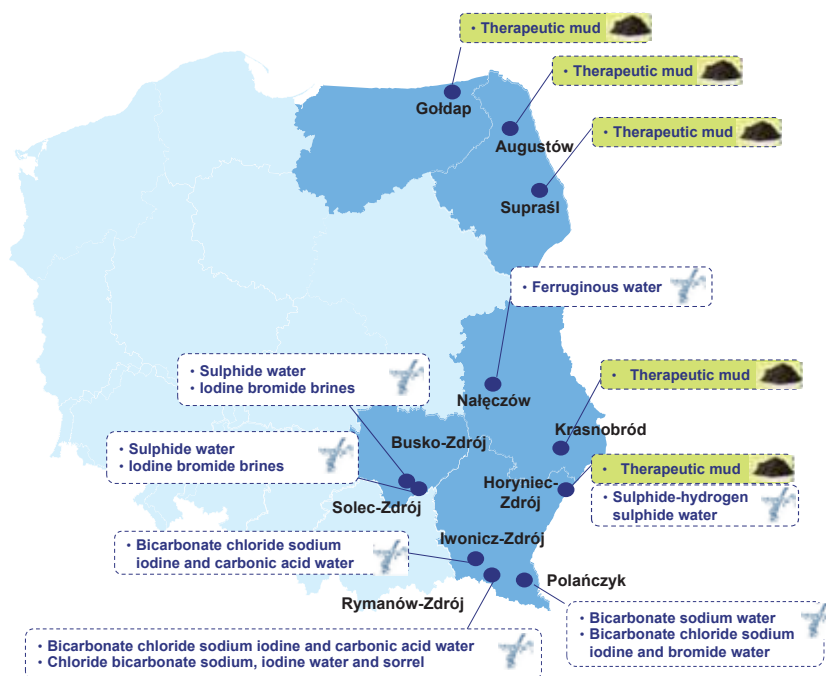 • Therapeutic mud
• Therapeutic mud
Gołdap
• Therapeutic mud
Augustów
Supraśl
• Ferruginous water
• Sulphide water
• Iodine bromide brines
• Therapeutic mud
Nałęczów
Krasnobród
Busko-Zdrój
• Sulphide water
• Iodine bromide brines
• Therapeutic mud
Horyniec-
Zdrój
• Sulphide-hydrogen
sulphide water
Solec-Zdrój
Iwonicz-Zdrój
• Bicarbonate chloride sodium
iodine and carbonic acid water
Polańczyk
Rymanów-Zdrój
• Bicarbonate sodium water
• Bicarbonate chloride sodium
iodine and bromide water
• Bicarbonate chloride sodium iodine and carbonic acid water
• Chloride bicarbonate sodium, iodine water and sorrel